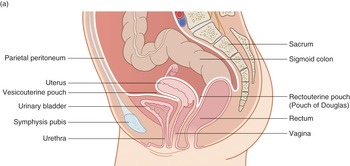 (a)
Parietal peritoneum
Uterus
Vesicouterine pouch
Urinary bladder
Symphysis pubis
Urethra
Sacrum
Sigmoid colon
Rectouterine pouch
(Pouch of Douglas)
Rectum
Vagina